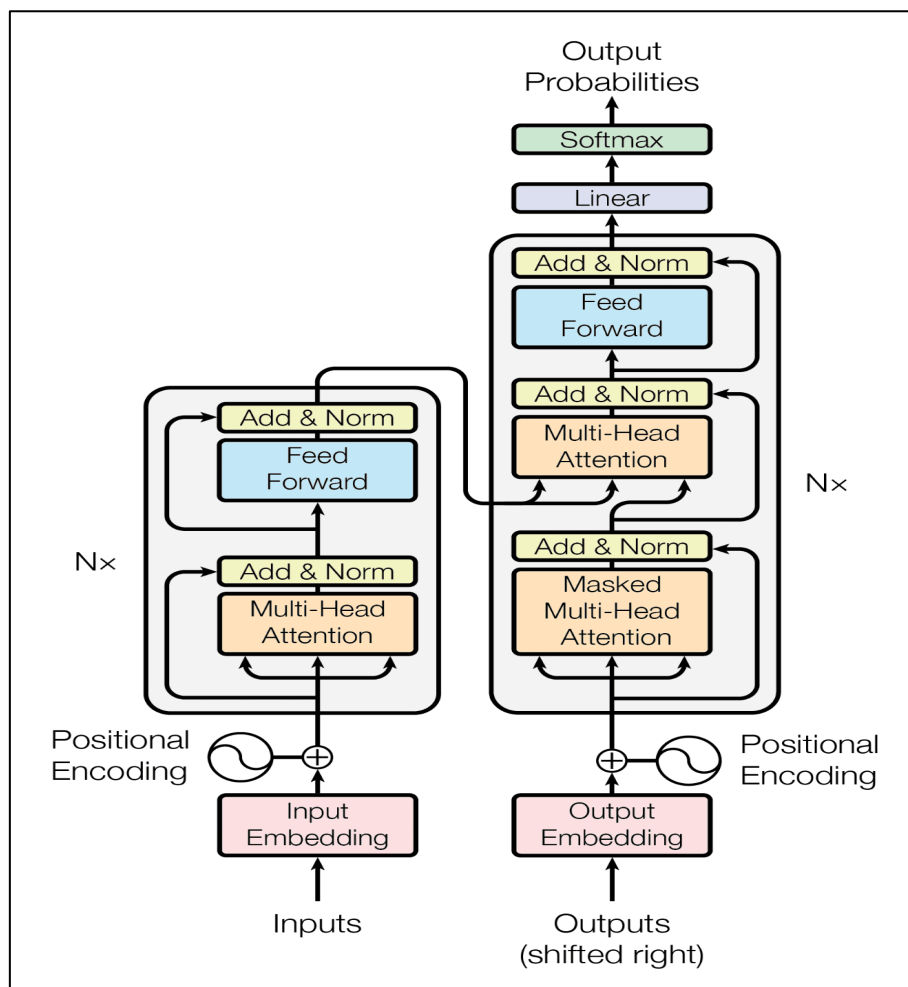 Output
Probabilities
Softmax
Linear
Add & Norm
Feed
Forward
Add & Norm
Multi-Head
Attention
Nx
Add & Norm
Masked
Multi-Head
Attention
Add & Norm
Feed
Forward
Nx
Add & Norm
Multi-Head
Attention
Positional
Encoding
Positional
Encoding
Input
Embedding
Output
Embedding
Inputs
Outputs
(shifted right)